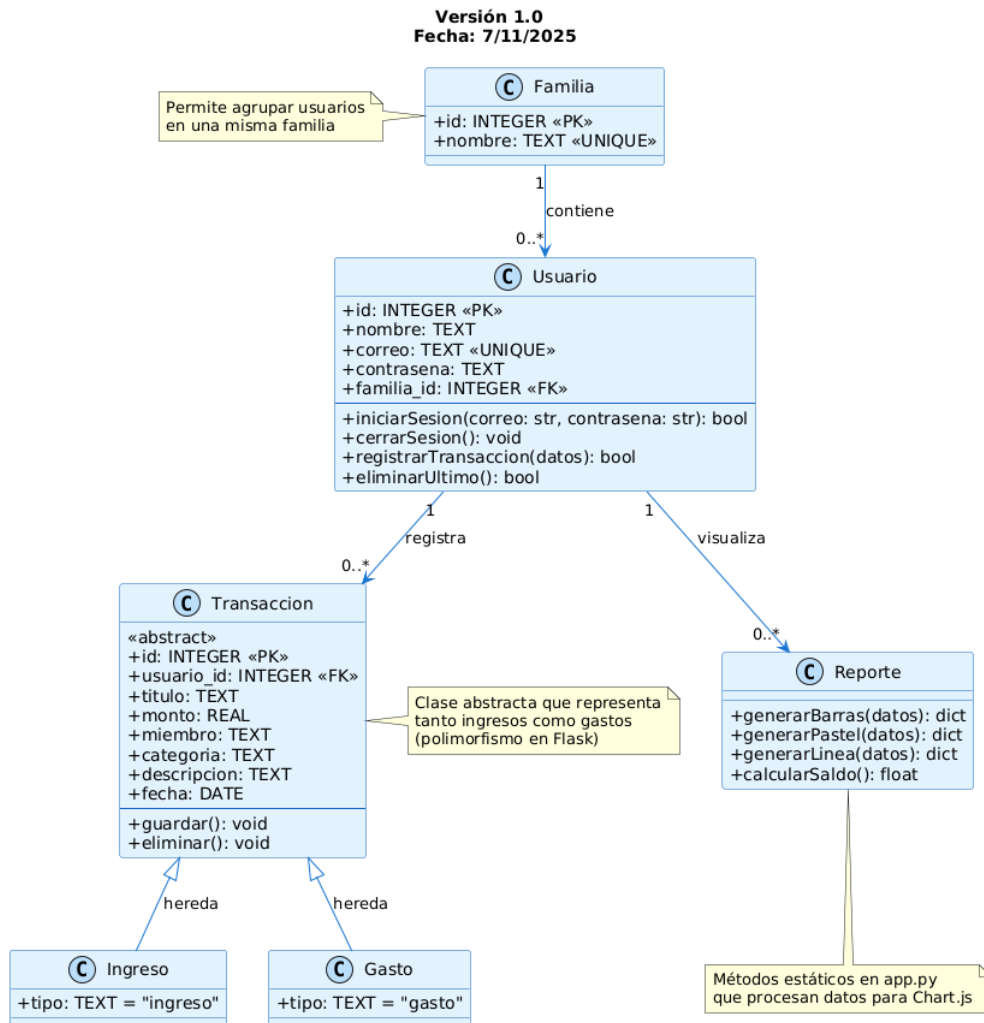 Versión 1.0
Fecha: 7/11/2025
Permite agrupar usuarios
en una misma familia
C Familia
+id: INTEGER «PK»
+nombre: TEXT «UNIQUE»
1
contiene
0..*
C Usuario
+id: INTEGER «PK»
+nombre: TEXT
+correo: TEXT «UNIQUE»
+contrasena: TEXT
+familia_id: INTEGER «FK»
+iniciarSesion(correo: str, contrasena: str): bool
+cerrarSesion(): void
+registrarTransaccion(datos): bool
+eliminarUltimo(): bool
1
registra
0..*
1
visualiza
0..*
C Transaccion
«abstract»
+id: INTEGER «PK»
+usuario_id: INTEGER «FK»
+titulo: TEXT
+monto: REAL
+miembro: TEXT
+categoria: TEXT
+descripcion: TEXT
+fecha: DATE
+guardar(): void
+eliminar(): void
Clase abstracta que representa
tanto ingresos como gastos
(polimorfismo en Flask)
C Reporte
+generarBarras(datos): dict
+generarPastel(datos): dict
+generarLinea(datos): dict
+calcularSaldo(): float
hereda
hereda
C Ingreso
+tipo: TEXT = "ingreso"
C Gasto
+tipo: TEXT = "gasto"
Métodos estáticos en app.py
que procesan datos para Chart.js